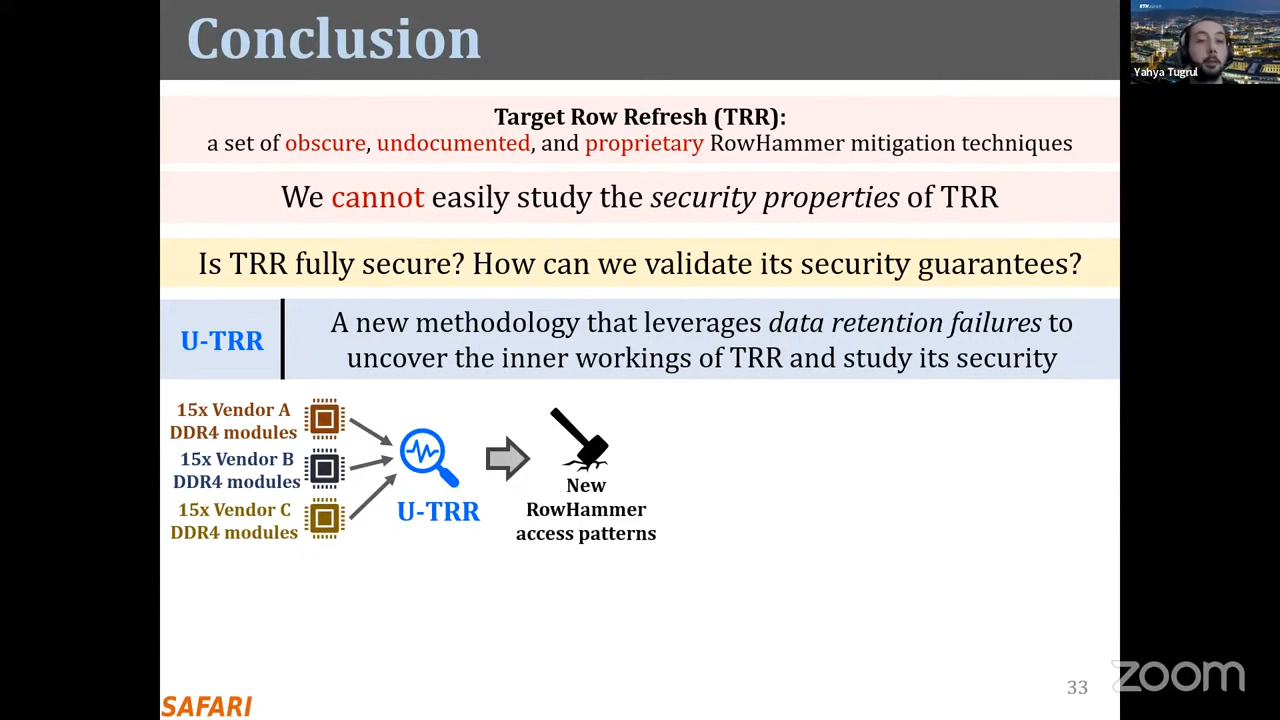 Conclusion
Target Row Refresh (TRR):
a set of obscure, undocumented, and proprietary RowHammer mitigation techniques
We cannot easily study the security properties of TRR
Is TRR fully secure? How can we validate its security guarantees?
U-TRR
A new methodology that leverages data retention failures to
uncover the inner workings of TRR and study its security
15x Vendor A
DDR4 modules
15x Vendor B
DDR4 modules
15x Vendor C
DDR4 modules
U-TRR
New
RowHammer
access patterns
SAFARI
33
zoom
Yahya Tugrul